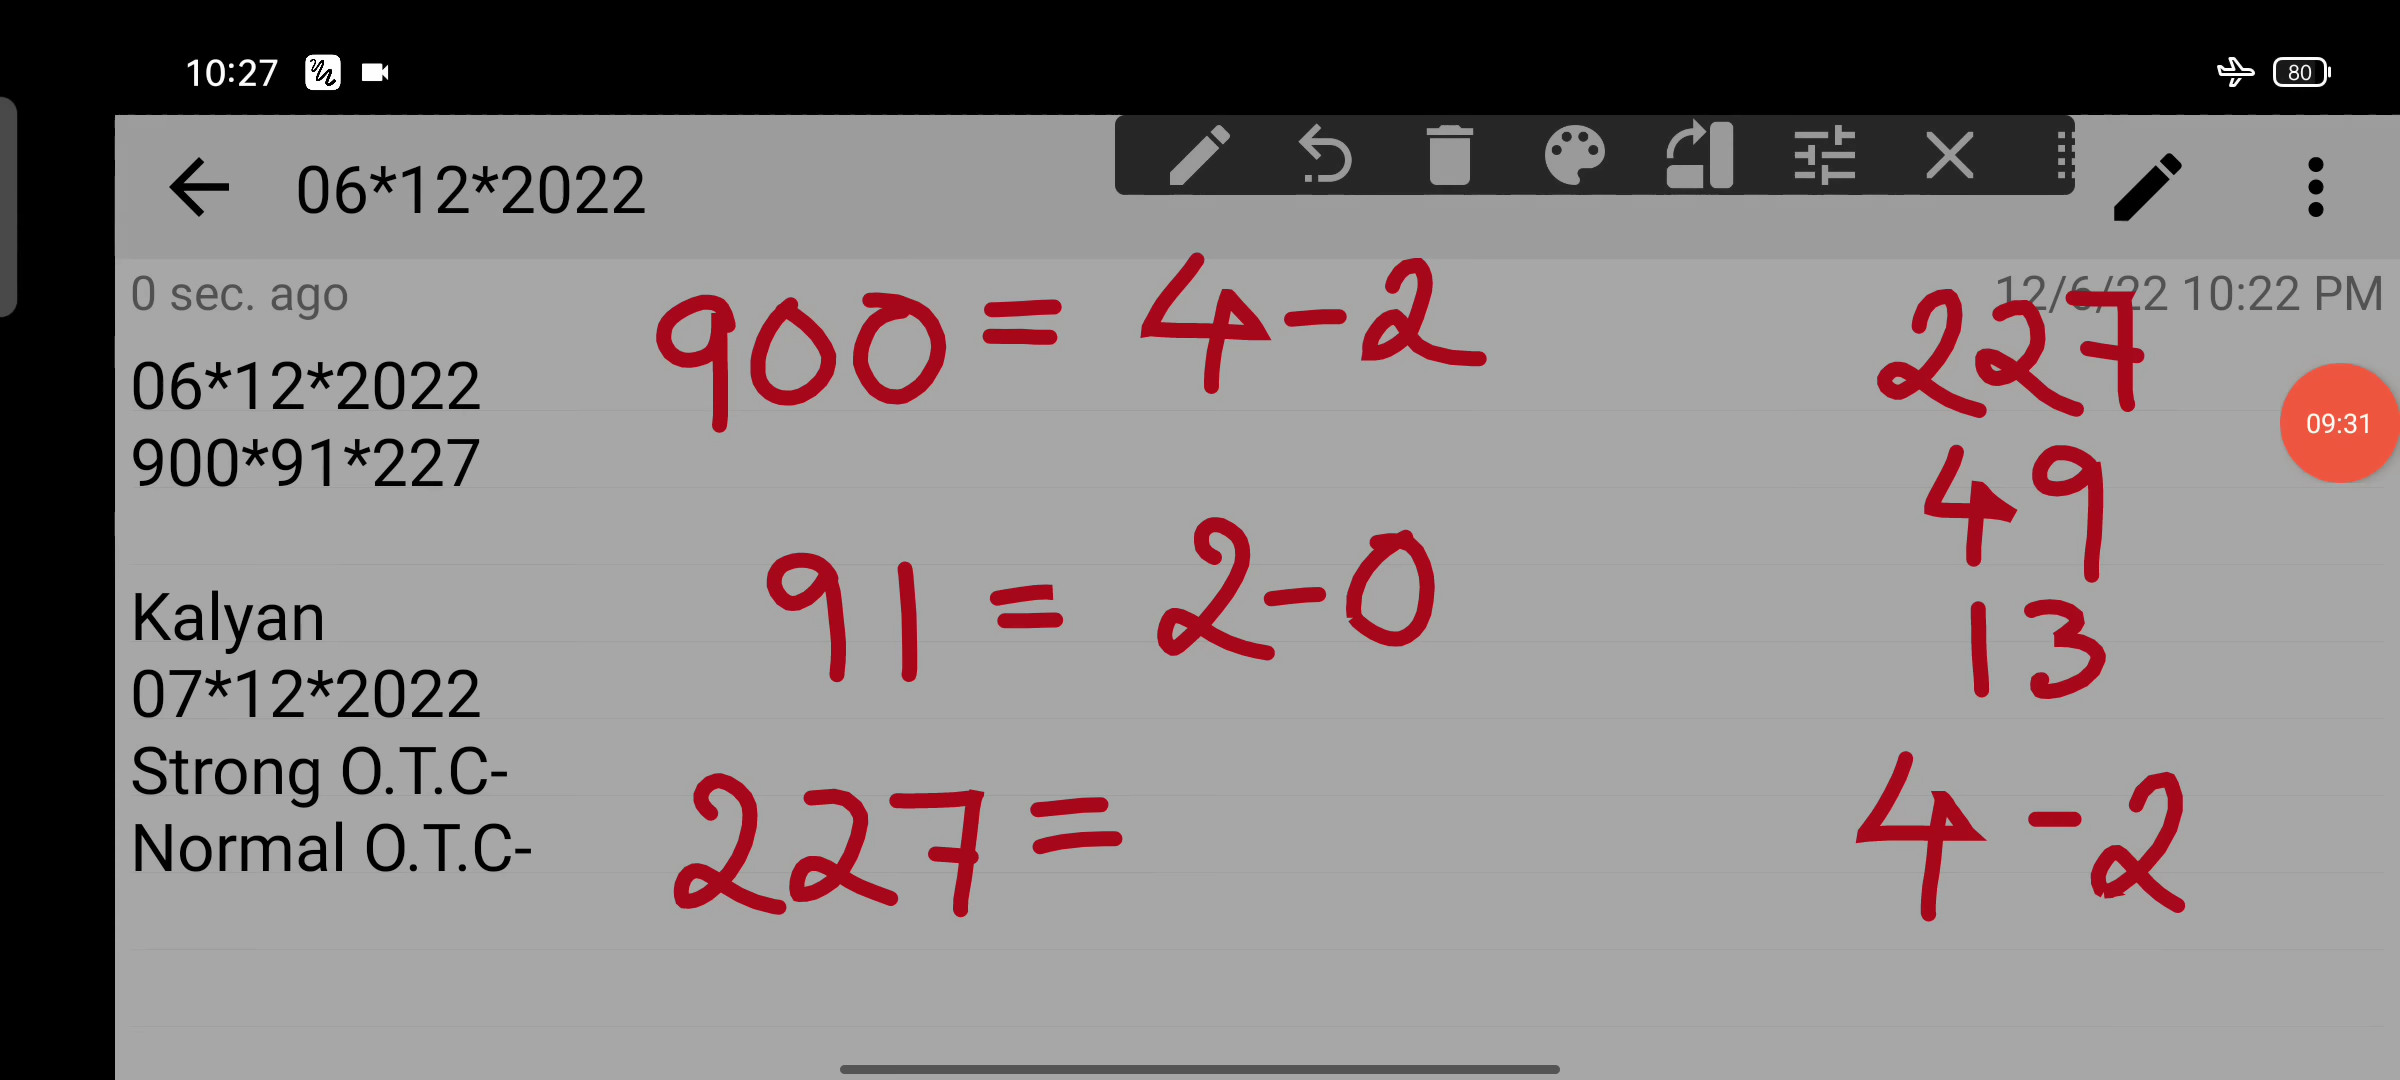 10:27
80
06*12*2022
0 sec. ago
12/6/22 10:22 PM
06*12*2022
900*91*227
Kalyan
07*12*2022
Strong O.T.C-
Normal O.T.C-
900 = 4-2
91 = 2-0
227 =
227
49
13
4-2
09:31